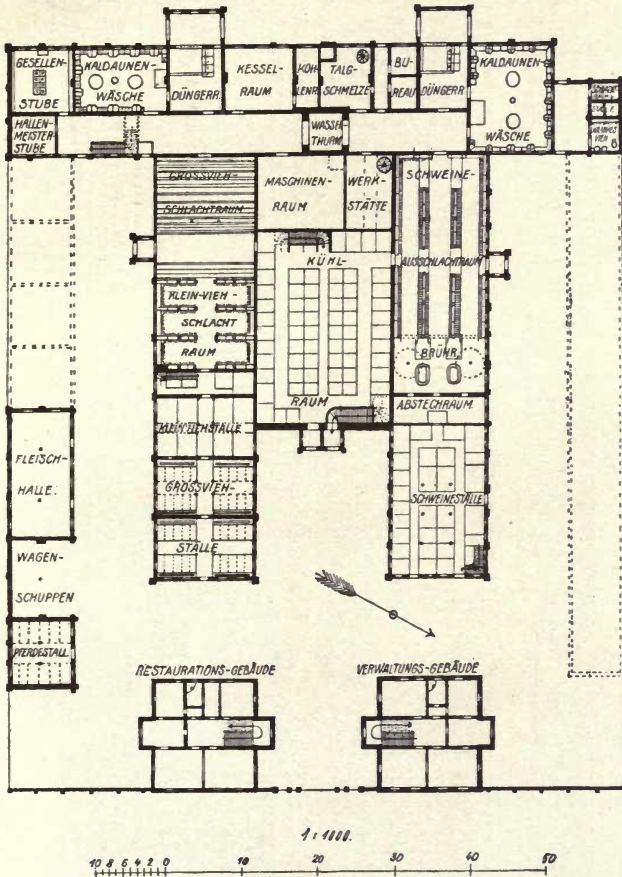 GESELLEN-
STUBE
KALDAUNEN-
WÄSCHE
DÜNGERR.
KESSEL-
RAUM
KOH-
LENR.
TALG-
SCHMELZE
BU-
REAU
DÜNGERR.
KALDAUNEN-
WÄSCHE
HALLEN-
MEISTER-
STUBE
WASSER-
THURM
GROSSVIEH-
SCHLACHTRAUM
MASCHINEN-
RAUM
WERK-
STÄTTE
SCHWEINE-
AUSSCHLACHTRAUM
KÜHL-
RAUM
KLEIN-VIEH-
SCHLACHT
RAUM
BRÜHR.
ABSTECHRAUM.
KLEINVIEHSTÄLLE
FLEISCH-
HALLE.
GROSSVIEH-
STÄLLE
SCHWEINESTÄLLE
WAGEN-
SCHUPPEN
PFERDESTALL
RESTAURATIONS-GEBÄUDE
VERWALTUNGS-GEBÄUDE
1:1000.
10 8 6 4 2 0 10 20 30 40 50